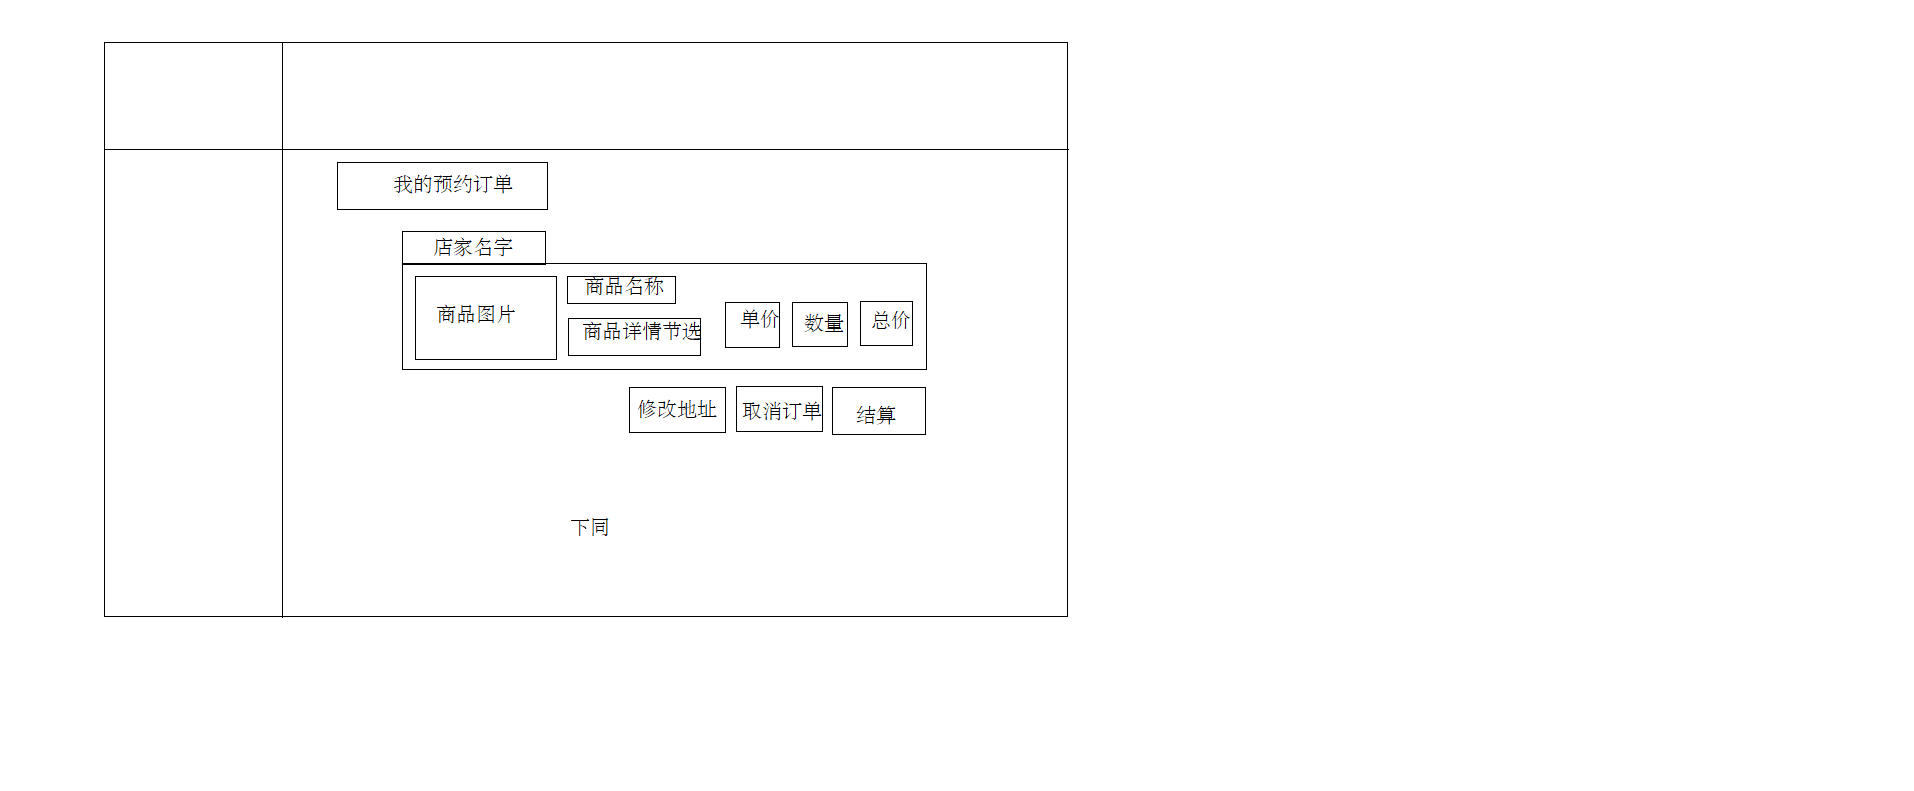 我的预约订单
店家名字
商品图片
商品名称
商品详情节选
单价
数量
总价
修改地址
取消订单
结算
下同